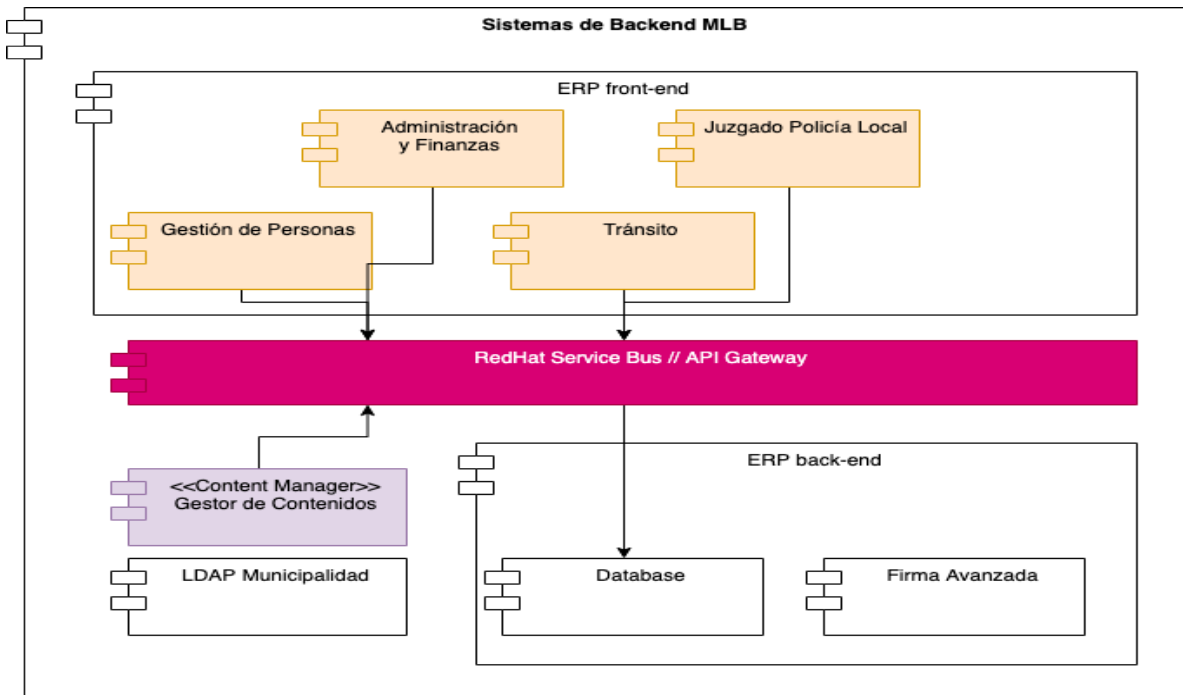 Sistemas de Backend MLB
ERP front-end
Administración
y Finanzas
Juzgado Policía Local
Gestión de Personas
Tránsito
RedHat Service Bus // API Gateway
<<Content Manager>>
Gestor de Contenidos
ERP back-end
LDAP Municipalidad
Database
Firma Avanzada